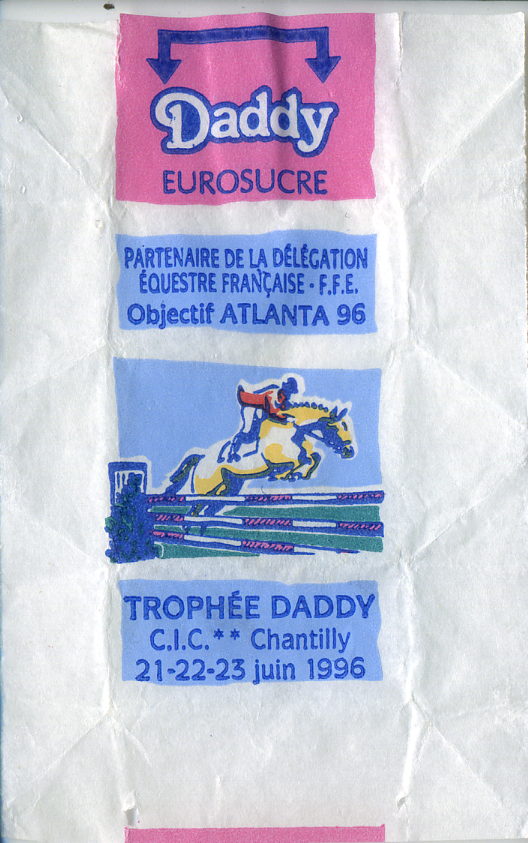 Daddy
EUROSUCRE
PARTENAIRE DE LA DÉLÉGATION
ÉQUESTRE FRANÇAISE - F.F.E.
Objectif ATLANTA 96
TROPHÉE DADDY
C.I.C.** Chantilly
21-22-23 juin 1996